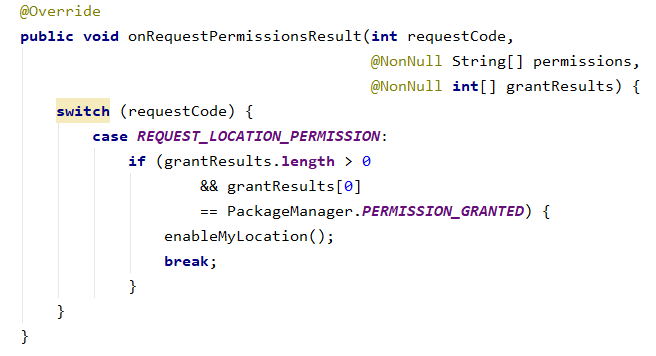 @Override
public void onRequestPermissionsResult(int requestCode,
                                       @NonNull String[] permissions,
                                       @NonNull int[] grantResults) {
    switch (requestCode) {
        case REQUEST_LOCATION_PERMISSION:
            if (grantResults.length > 0
                    && grantResults[0]
                    == PackageManager.PERMISSION_GRANTED) {
                enableMyLocation();
                break;
            }
    }
}